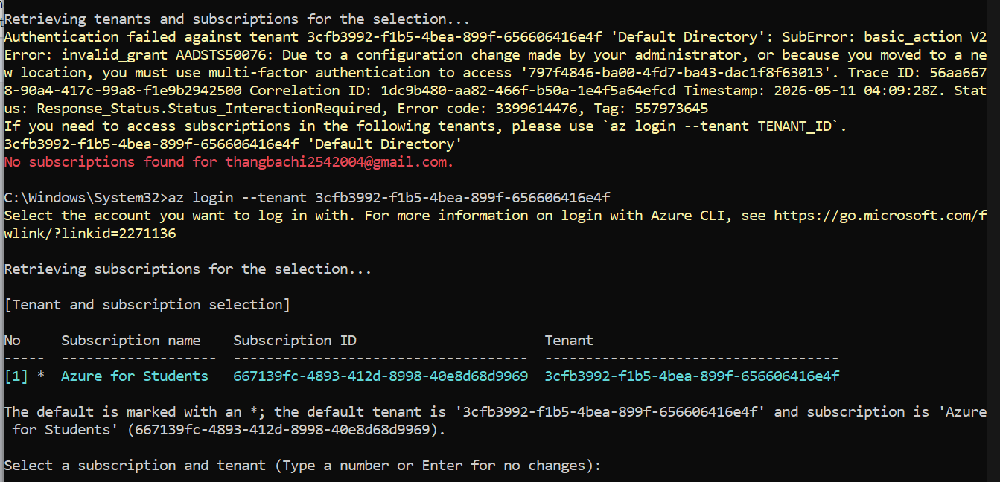 Retrieving tenants and subscriptions for the selection...
Authentication failed against tenant 3cfb3992-f1b5-4bea-899f-656606416e4f 'Default Directory': SubError: basic_action V2
Error: invalid_grant AADSTS50076: Due to a configuration change made by your administrator, or because you moved to a ne
w location, you must use multi-factor authentication to access '797f4846-ba00-4fd7-ba43-dac1f8f63013'. Trace ID: 56aa667
8-90a4-417c-99a8-f1e9b2942500 Correlation ID: 1dc9b480-aa82-466f-b50a-1e4f5a64efcd Timestamp: 2026-05-11 04:09:28Z. Stat
us: Response_Status.Status_InteractionRequired, Error code: 3399614476, Tag: 557973645
If you need to access subscriptions in the following tenants, please use `az login --tenant TENANT_ID`.
3cfb3992-f1b5-4bea-899f-656606416e4f 'Default Directory'
No subscriptions found for thangbachi2542004@gmail.com.
C:\Windows\System32>az login --tenant 3cfb3992-f1b5-4bea-899f-656606416e4f
Select the account you want to log in with. For more information on login with Azure CLI, see https://go.microsoft.com/f
wlink/?linkid=2271136
Retrieving subscriptions for the selection...
[Tenant and subscription selection]
No     Subscription name    Subscription ID                       Tenant
-----  -------------------  ------------------------------------  ------------------------------------
[1] *  Azure for Students   667139fc-4893-412d-8998-40e8d68d9969  3cfb3992-f1b5-4bea-899f-656606416e4f
The default is marked with an *; the default tenant is '3cfb3992-f1b5-4bea-899f-656606416e4f' and subscription is 'Azure
 for Students' (667139fc-4893-412d-8998-40e8d68d9969).
Select a subscription and tenant (Type a number or Enter for no changes):